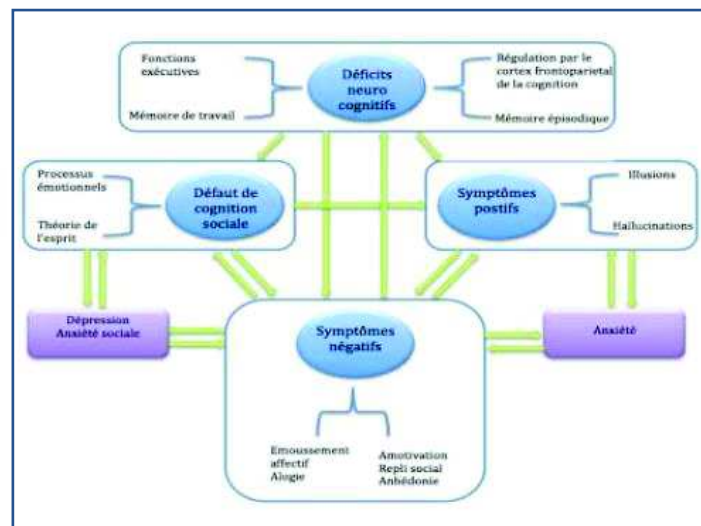 Fonctions
exécutives
Mémoire de travail
Déficits
neuro
cognitifs
Régulation par le
cortex frontoparietal
de la cognition
Mémoire épisodique
Processus
émotionnels
Théorie de
l'esprit
Défaut de
cognition
sociale
Symptômes
postifs
Illusions
Hallucinations
Dépression
Anxiété sociale
Symptômes
négatifs
Anxiété
Emoussement
affectif
Alogie
Amotivation
Repli social
Anhédonie